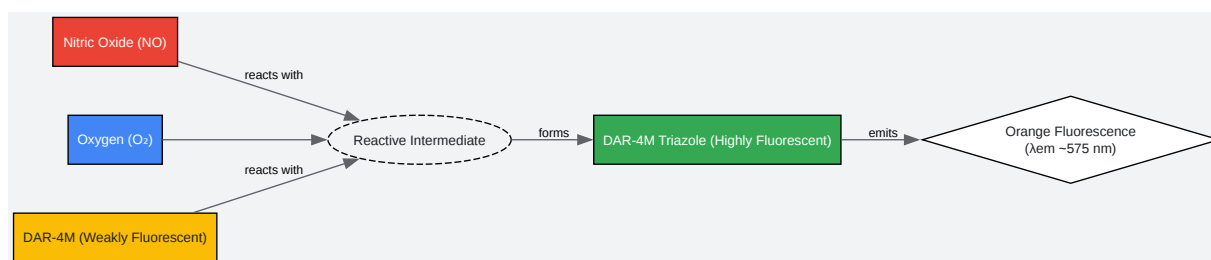 Nitric Oxide (NO)
reacts with
Oxygen (O₂)
Reactive Intermediate
forms
DAR-4M Triazole (Highly Fluorescent)
emits
Orange Fluorescence
(λem ~575 nm)
reacts with
DAR-4M (Weakly Fluorescent)